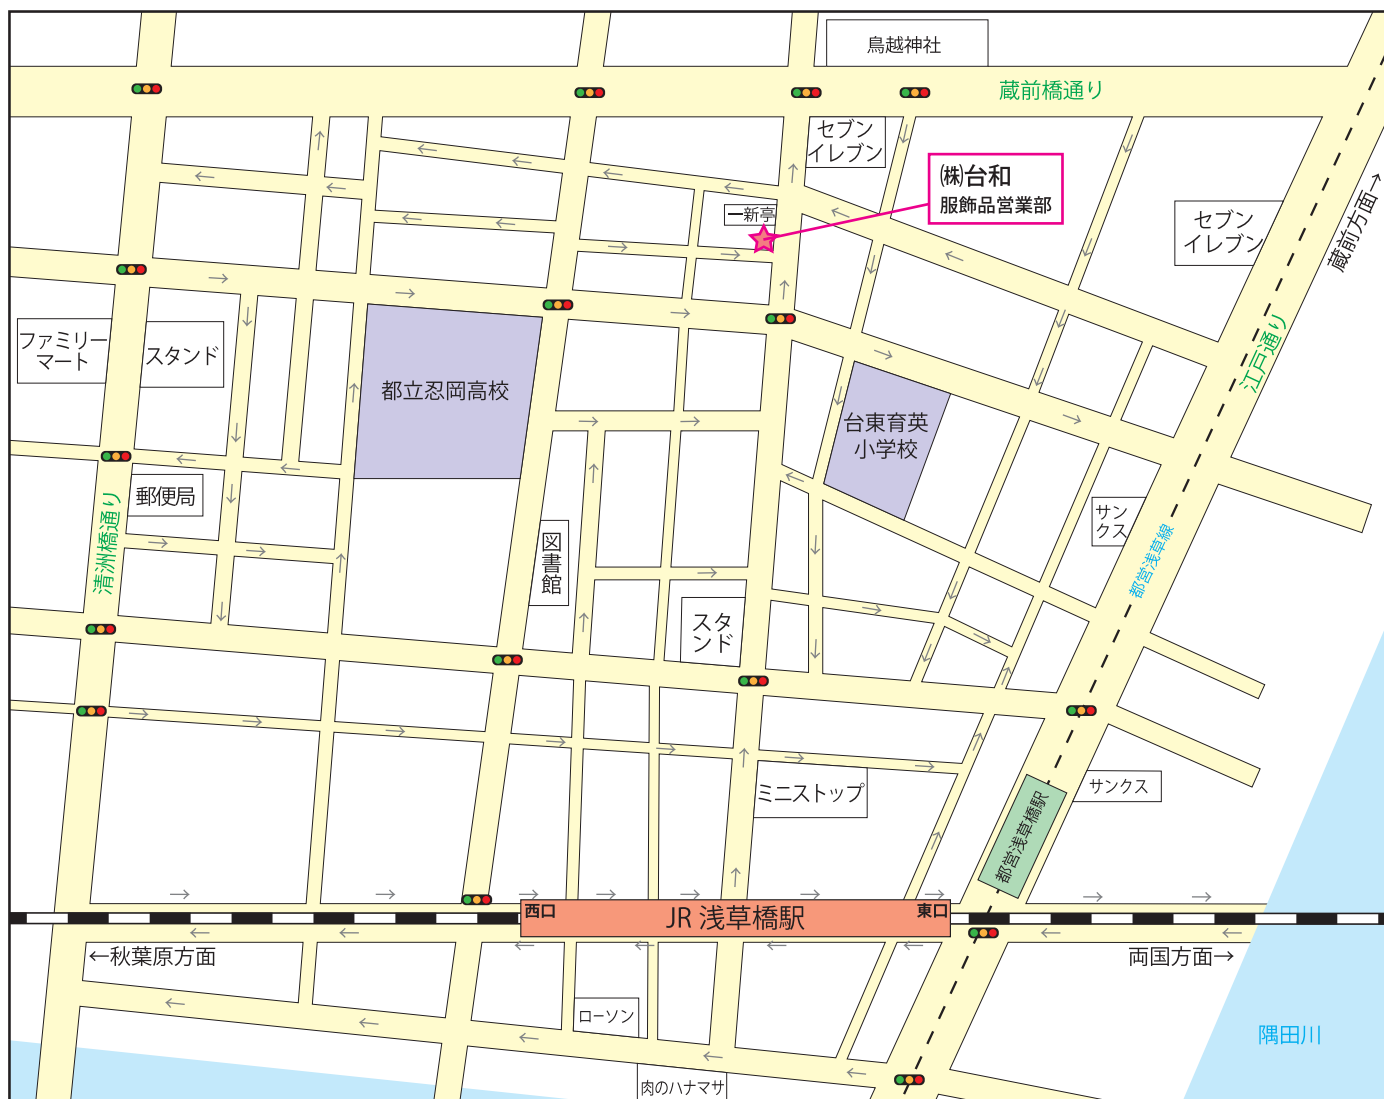 鳥越神社
蔵前橋通り
セブン
イレブン
㈱台和
服飾品営業部
一新亭
セブン
イレブン
蔵前方面→
江戸通り
ファミリー
マート
スタンド
都立忍岡高校
台東育英
小学校
郵便局
清洲橋通り
図書館
サン
クス
都営浅草線
スタ
ンド
ミニストップ
サンクス
都営浅草橋駅
西口
JR 浅草橋駅
東口
←秋葉原方面
両国方面→
ローソン
隅田川
肉のハナマサ